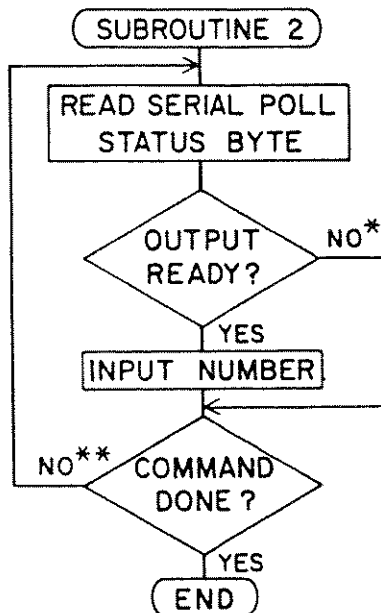 SUBROUTINE 2
READ SERIAL POLL
STATUS BYTE
OUTPUT
READY?
NO*
YES
INPUT NUMBER
NO**
COMMAND
DONE?
YES
END